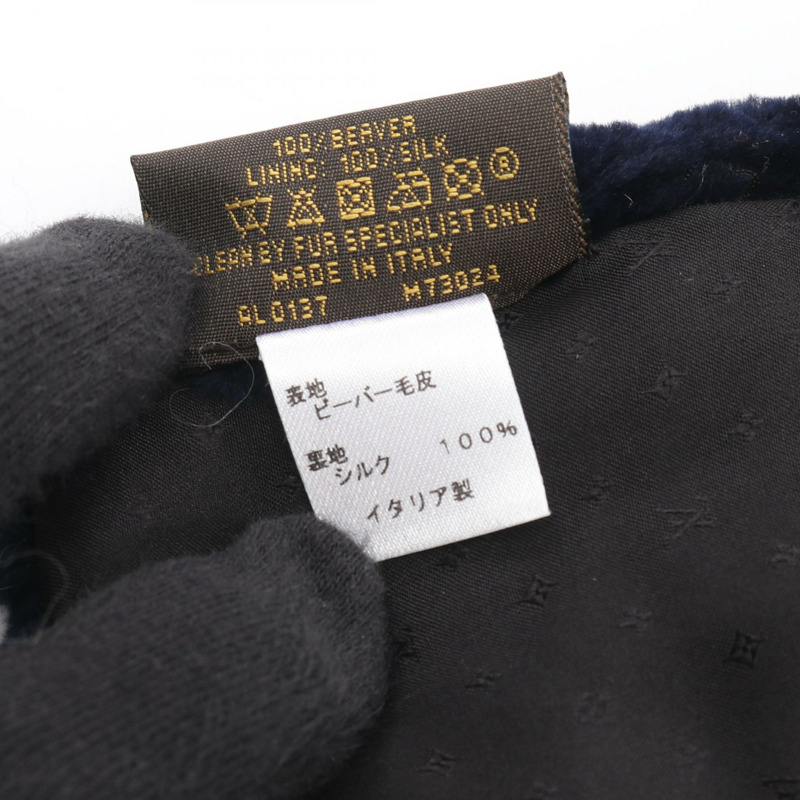 100% BEAVER
LINING: 100% SILK
CLEAN BY FUR SPECIALIST ONLY
MADE IN ITALY
AL0137 M73024
表地
ビーバー毛皮
裏地
シルク 100%
イタリア製